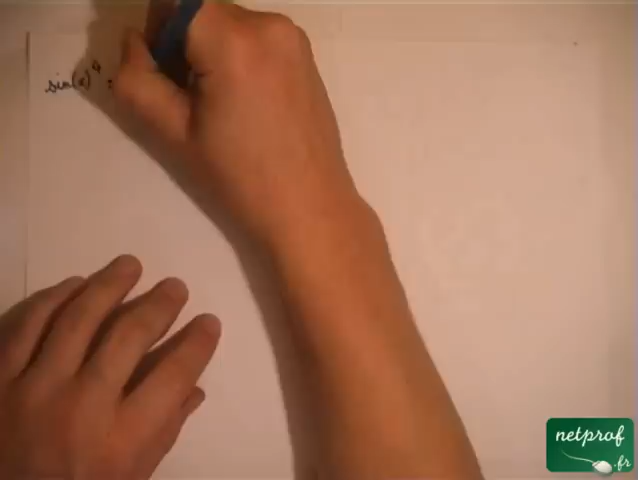 sin(x)⁴ =
netprof
.fr